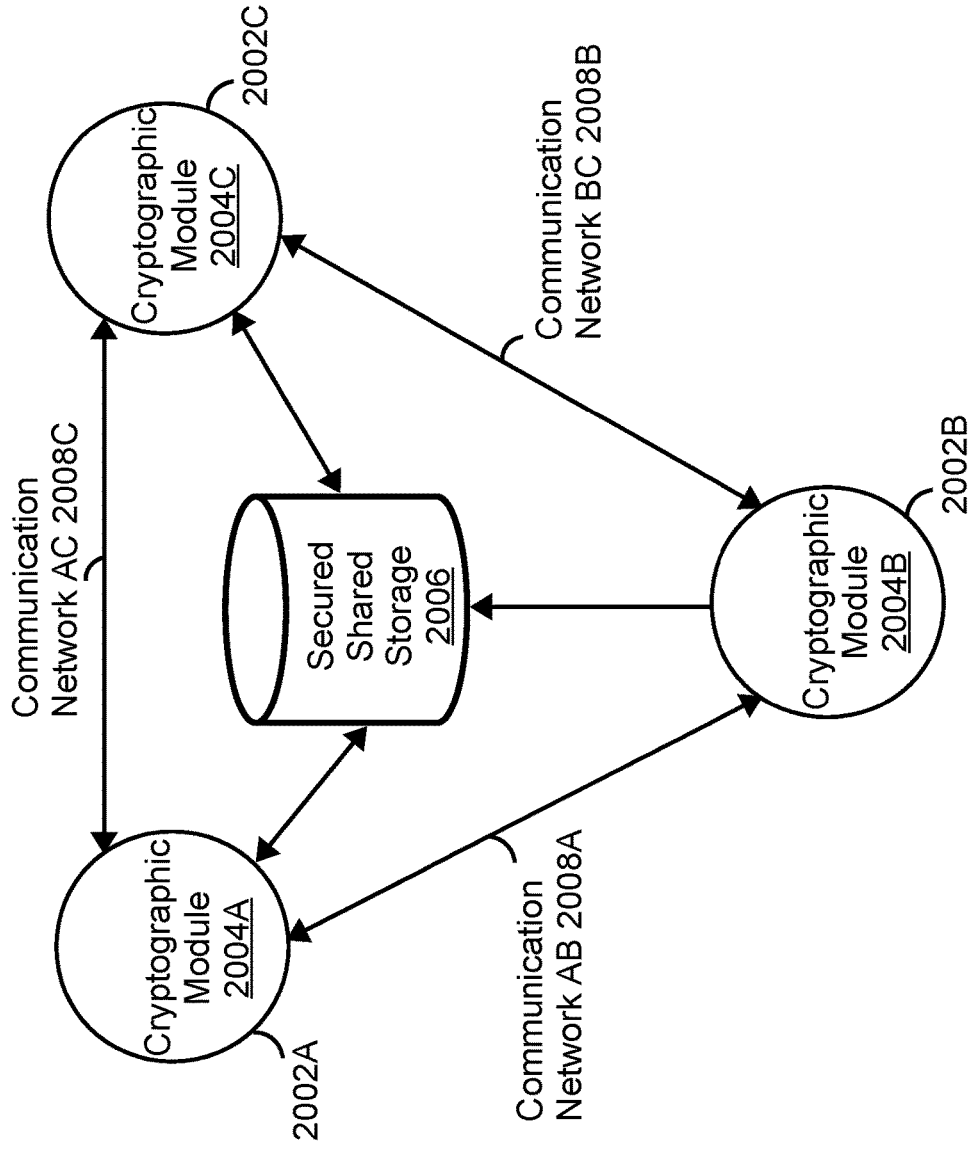 Communication
Network AC 2008C
Cryptographic
Module
2004A
2002A
Cryptographic
Module
2004C
2002C
Secured
Shared
Storage
2006
Communication
Network AB 2008A
Communication
Network BC 2008B
Cryptographic
Module
2004B
2002B